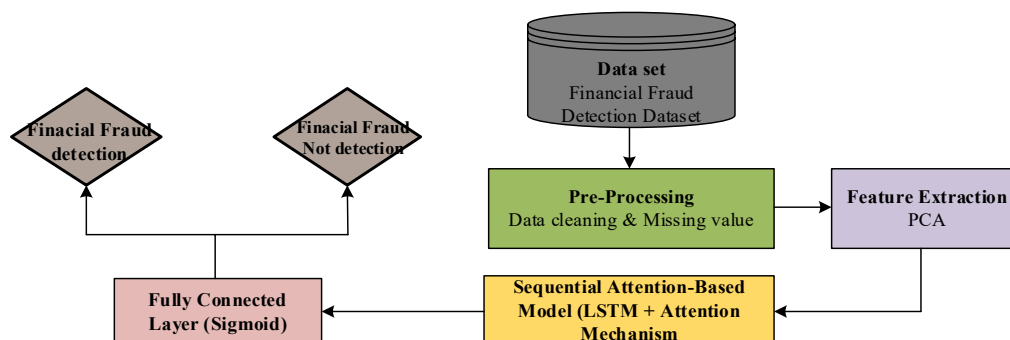 Data set
Financial Fraud
Detection Dataset
Finacial Fraud
detection
Finacial Fraud
Not detection
Pre-Processing
Data cleaning & Missing value
Feature Extraction
PCA
Sequential Attention-Based
Model (LSTM + Attention
Mechanism
Fully Connected
Layer (Sigmoid)